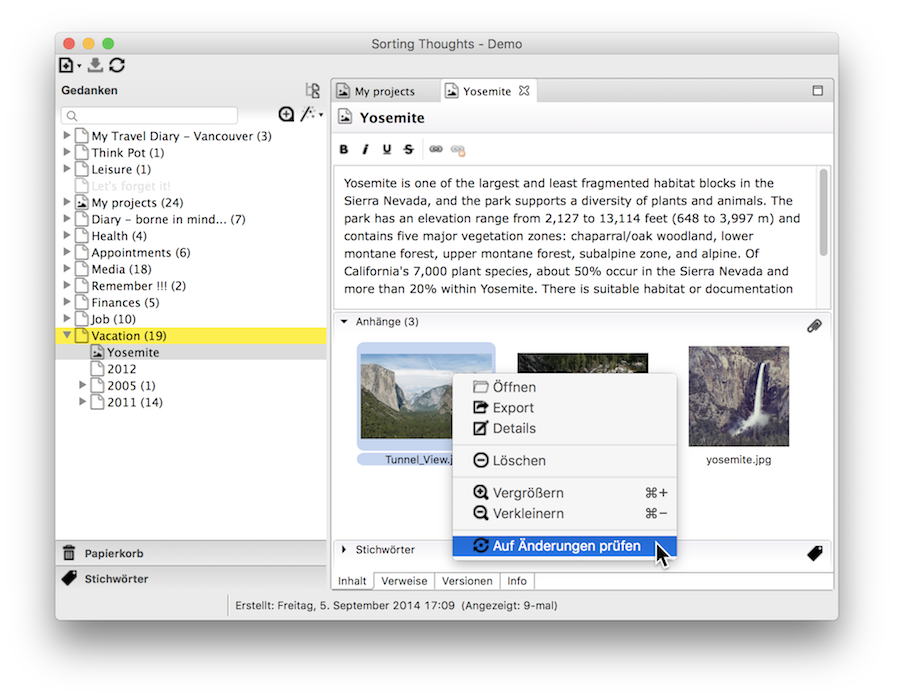 Sorting Thoughts - Demo
Gedanken
My Travel Diary - Vancouver (3)
Think Pot (1)
Leisure (1)
Let's forget it!
My projects (24)
Diary - borne in mind... (7)
Health (4)
Appointments (6)
Media (18)
Remember !!! (2)
Finances (5)
Job (10)
Vacation (19)
Yosemite
2012
2005 (1)
2011 (14)
Papierkorb
Stichwörter
My projects
Yosemite
Yosemite
B i U S
Yosemite is one of the largest and least fragmented habitat blocks in the
Sierra Nevada, and the park supports a diversity of plants and animals. The
park has an elevation range from 2,127 to 13,114 feet (648 to 3,997 m) and
contains five major vegetation zones: chaparral/oak woodland, lower
montane forest, upper montane forest, subalpine zone, and alpine. Of
California's 7,000 plant species, about 50% occur in the Sierra Nevada and
more than 20% within Yosemite. There is suitable habitat or documentation
Anhänge (3)
Tunnel_View.j
yosemite.jpg
Öffnen
Export
Details
Löschen
Vergrößern ⌘+
Verkleinern ⌘−
Auf Änderungen prüfen
Stichwörter
Inhalt Verweise Versionen Info
Erstellt: Freitag, 5. September 2014 17:09 (Angezeigt: 9-mal)